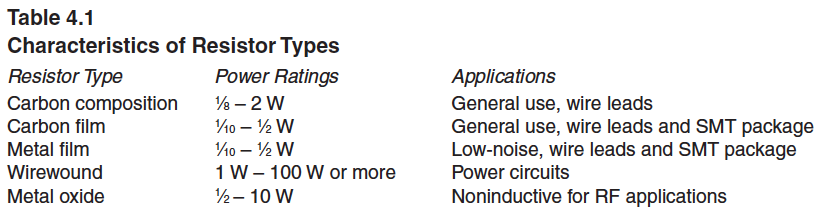 Table 4.1
Characteristics of Resistor Types
Resistor Type Power Ratings Applications
Carbon composition ⅛ – 2 W General use, wire leads
Carbon film ⅒ – ½ W General use, wire leads and SMT package
Metal film ⅒ – ½ W Low-noise, wire leads and SMT package
Wirewound 1 W – 100 W or more Power circuits
Metal oxide ½ – 10 W Noninductive for RF applications